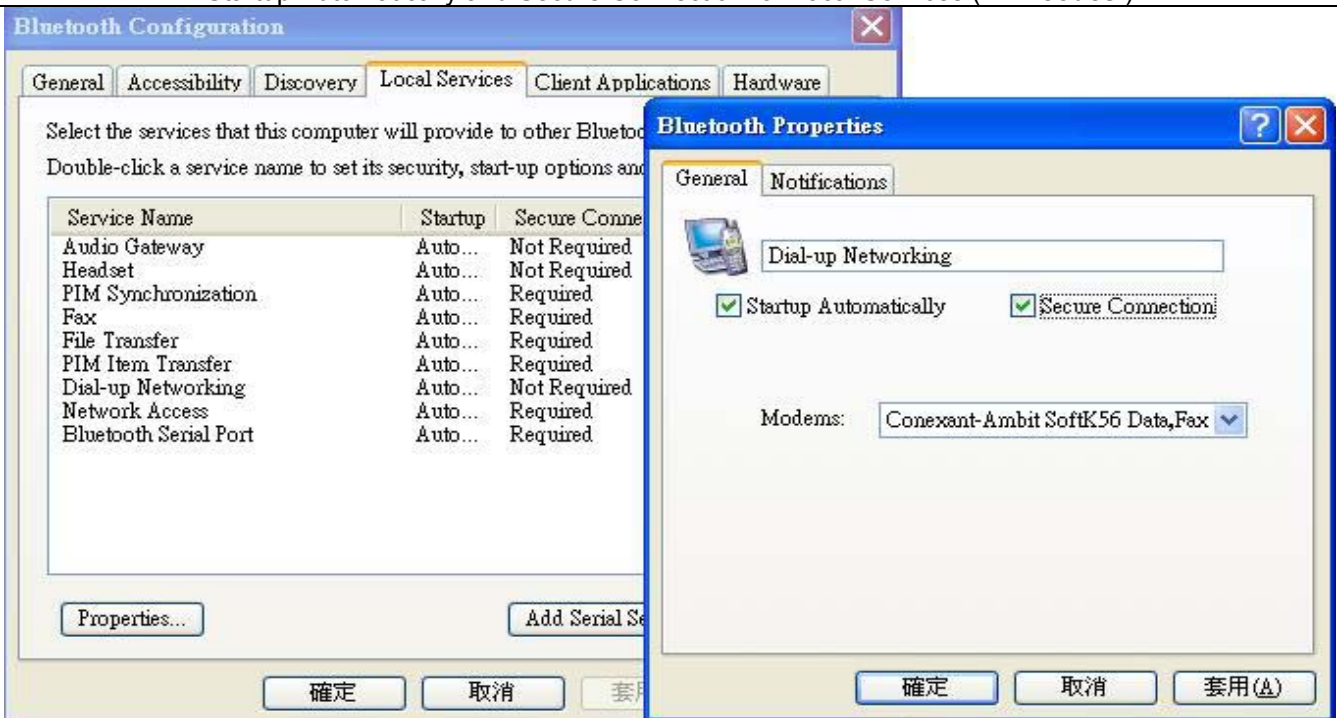 Bluetooth Configuration
General Accessibility Discovery Local Services Client Applications Hardware
Select the services that this computer will provide to other
Double-click a service name to set its security, start-up options
Service Name Startup Secure
Audio Gateway Auto... Not Required
Headset Auto... Not Required
PIM Synchronization Auto... Required
Fax Auto... Required
File Transfer Auto... Required
PIM Item Transfer Auto... Required
Dial-up Networking Auto... Not Required
Network Access Auto... Required
Bluetooth Serial Port Auto... Required
Properties... Add Serial
確定 取消
Bluetooth Properties
General Notifications
Dial-up Networking
Startup Automatically Secure Connection
Modems: Conexant-Ambit SoftK56 Data,Fax
確定 取消 套用(A)